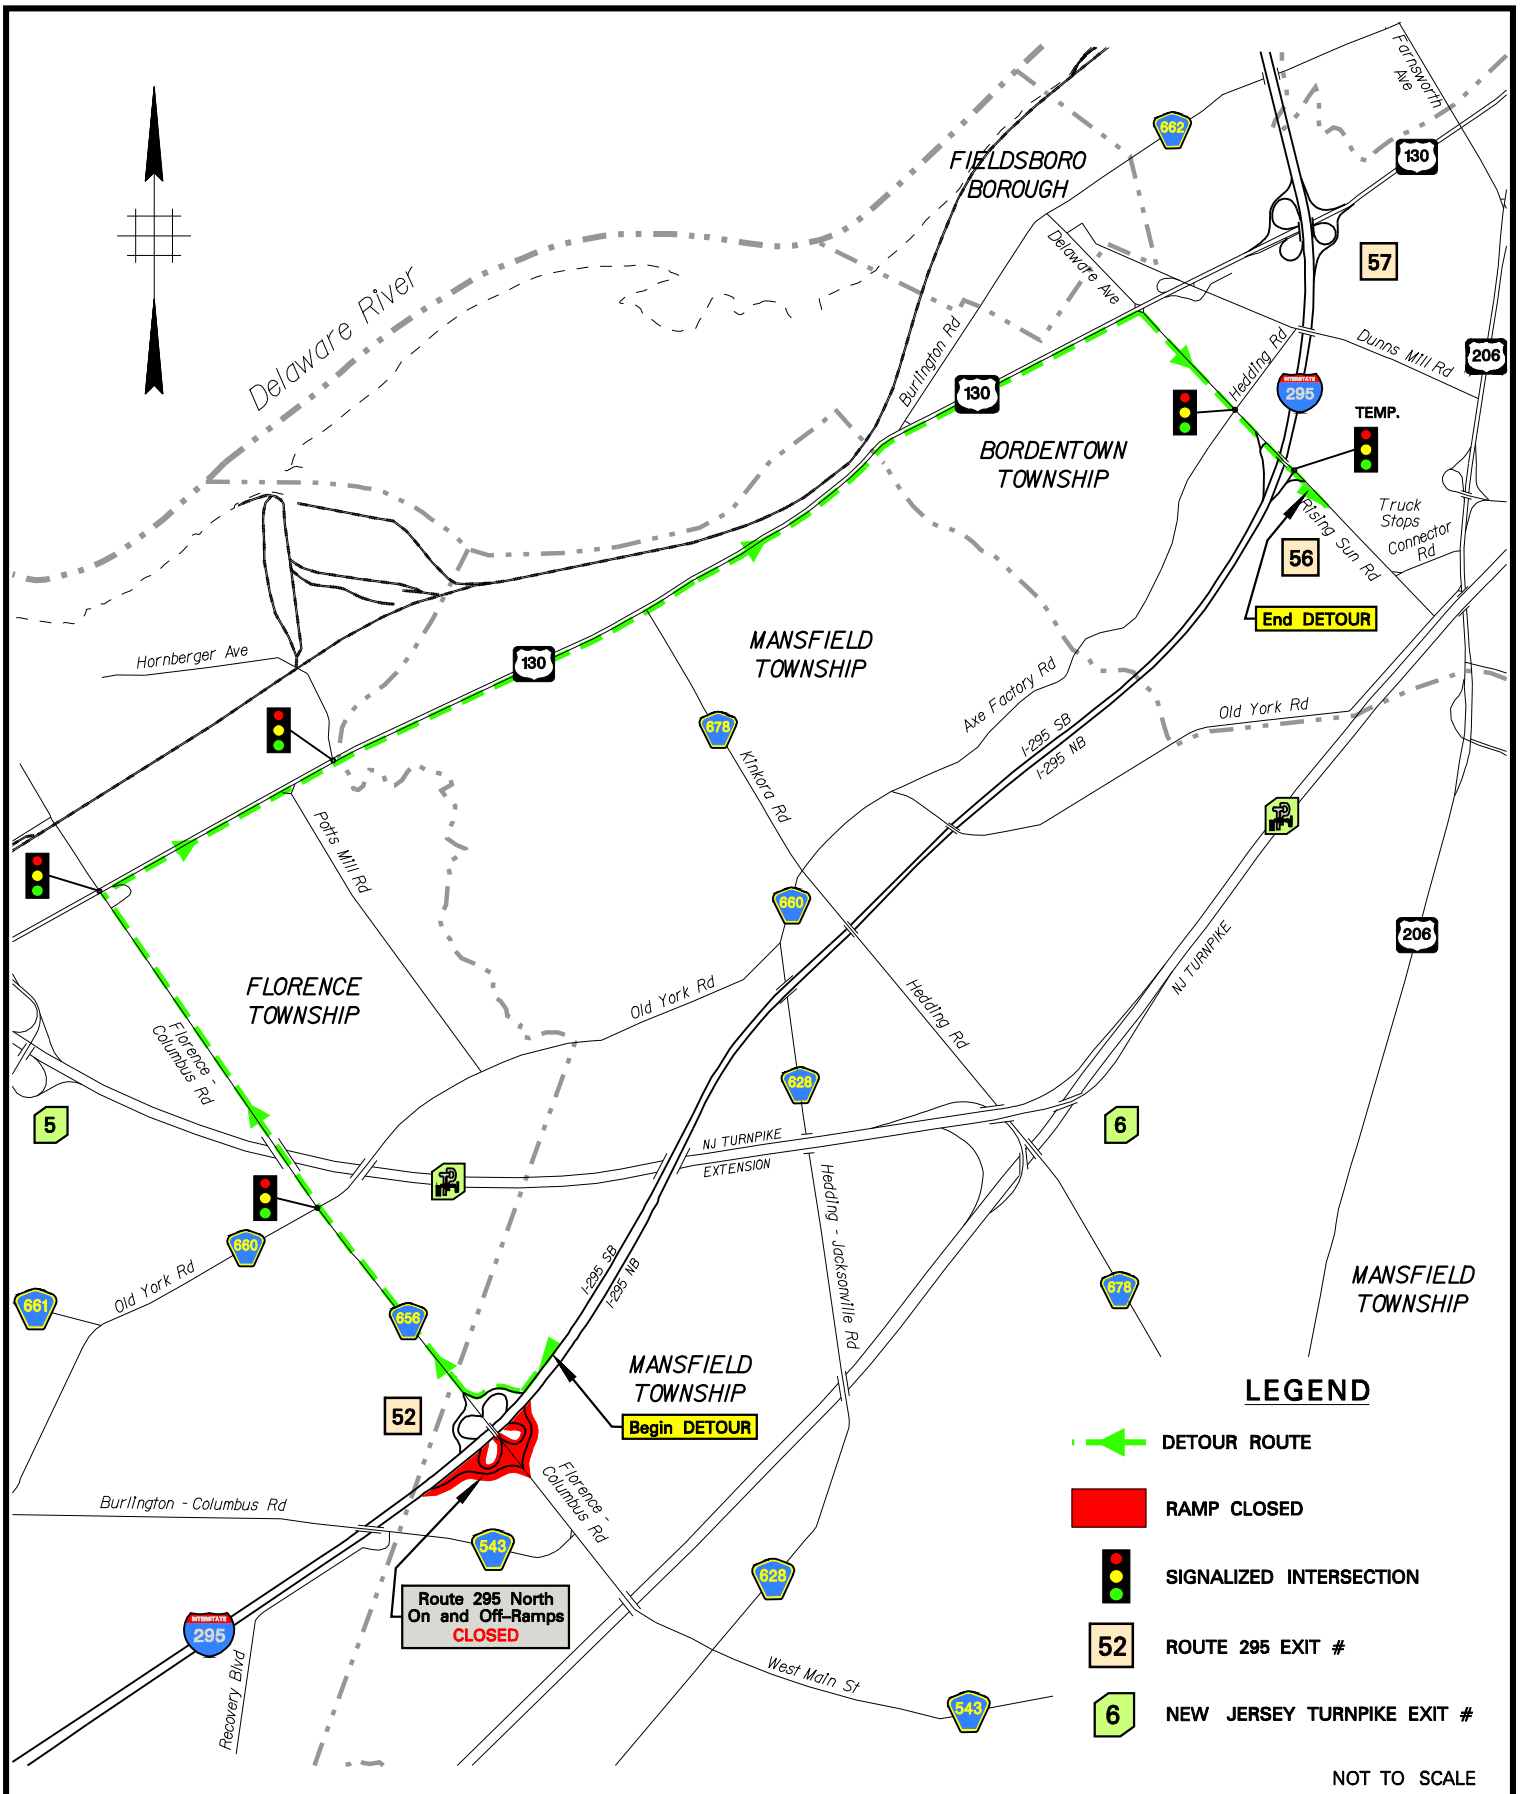 Farnsworth
Ave
662
130
FIELDSBORO
BOROUGH
57
Delaware River
Delaware Ave
Burlington Rd
Hedding Rd
Dunns Mill Rd
206
130
INTERSTATE
295
TEMP.
BORDENTOWN
TOWNSHIP
Truck
Stops
Connector
Rd
Rising Sun Rd
56
End DETOUR
Hornberger Ave
130
MANSFIELD
TOWNSHIP
Axe Factory Rd
Old York Rd
678
Kinkora Rd
I-295 SB
I-295 NB
Potts Mill Rd
660
206
NJ TURNPIKE
FLORENCE
TOWNSHIP
Old York Rd
Hedding Rd
Florence -
Columbus Rd
628
5
6
NJ TURNPIKE
EXTENSION
Hedding - Jacksonville Rd
660
Old York Rd
661
656
I-295 SB
I-295 NB
678
MANSFIELD
TOWNSHIP
MANSFIELD
TOWNSHIP
52
Begin DETOUR
Florence -
Columbus Rd
Burlington - Columbus Rd
543
628
Route 295 North
On and Off-Ramps
CLOSED
INTERSTATE
295
Recovery Blvd
West Main St
543
LEGEND
DETOUR ROUTE
RAMP CLOSED
SIGNALIZED INTERSECTION
52 ROUTE 295 EXIT #
6 NEW JERSEY TURNPIKE EXIT #
NOT TO SCALE